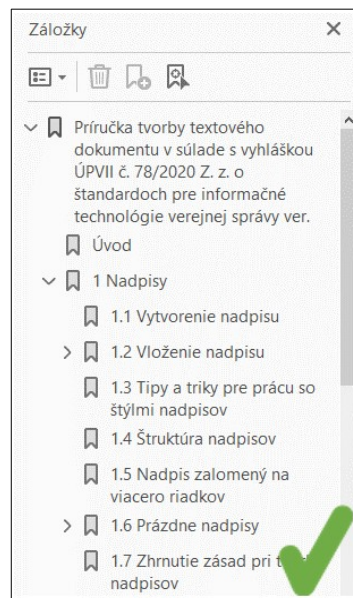 Záložky
Príručka tvorby textového
dokumentu v súlade s vyhláškou
ÚPVII č. 78/2020 Z. z. o
štandardoch pre informačné
technológie verejnej správy ver.
Úvod
1 Nadpisy
1.1 Vytvorenie nadpisu
1.2 Vloženie nadpisu
1.3 Tipy a triky pre prácu so
štýlmi nadpisov
1.4 Štruktúra nadpisov
1.5 Nadpis zalomený na
viacero riadkov
1.6 Prázdne nadpisy
1.7 Zhrnutie zásad pri
nadpisov